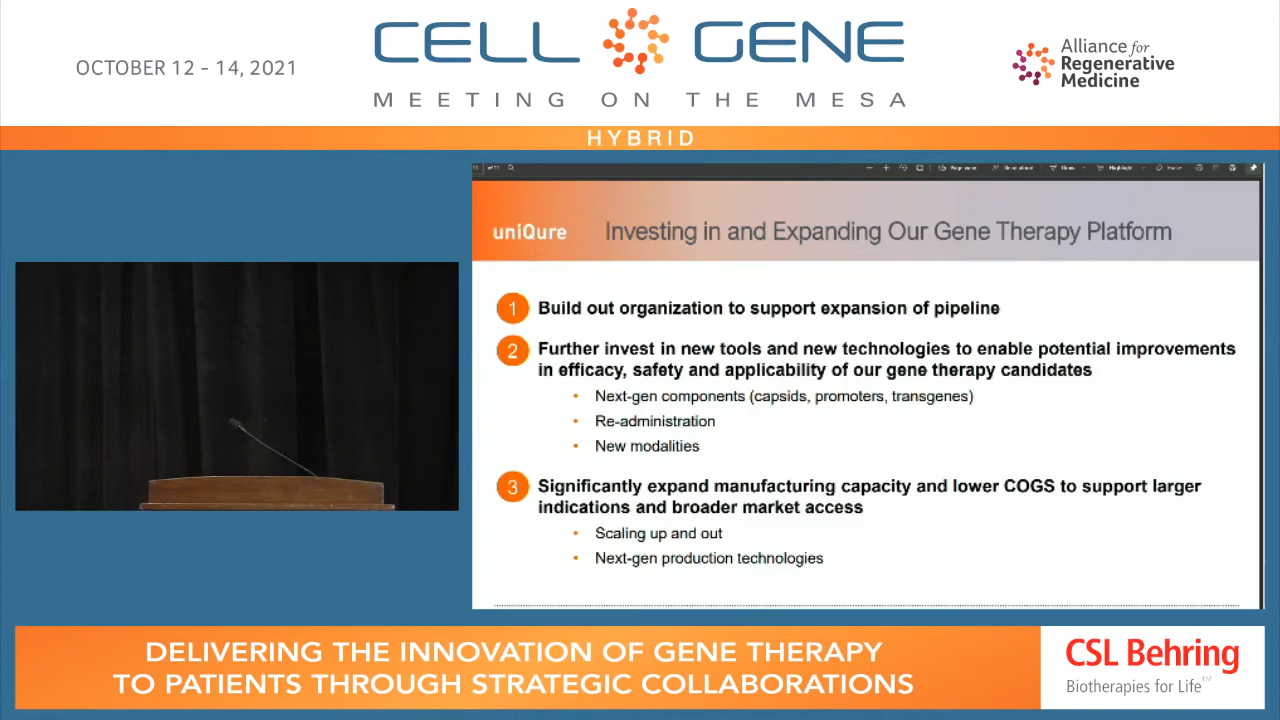 OCTOBER 12 - 14, 2021
CELL GENE
MEETING ON THE MESA
Alliance for
Regenerative
Medicine
HYBRID
uniQure
Investing in and Expanding Our Gene Therapy Platform
1 Build out organization to support expansion of pipeline
2 Further invest in new tools and new technologies to enable potential improvements
in efficacy, safety and applicability of our gene therapy candidates
• Next-gen components (capsids, promoters, transgenes)
• Re-administration
• New modalities
3 Significantly expand manufacturing capacity and lower COGS to support larger
indications and broader market access
• Scaling up and out
• Next-gen production technologies
DELIVERING THE INNOVATION OF GENE THERAPY
TO PATIENTS THROUGH STRATEGIC COLLABORATIONS
CSL Behring
Biotherapies for Life™